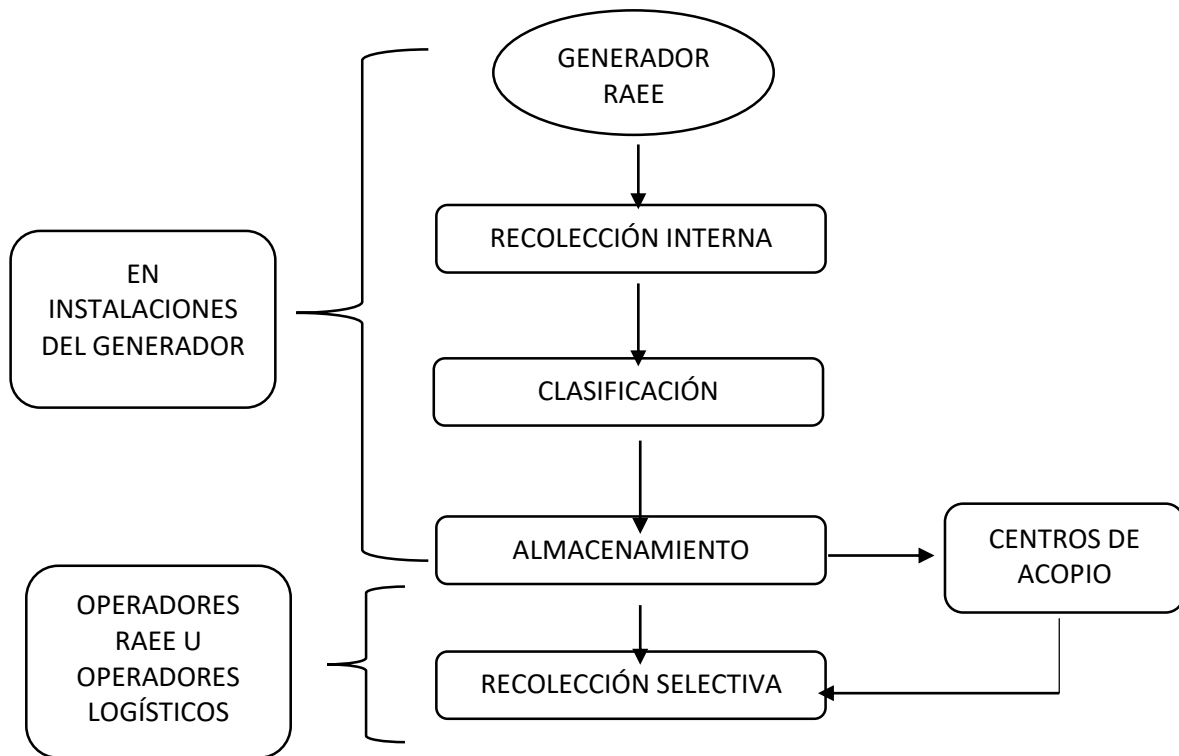 GENERADOR
RAEE
RECOLECCIÓN INTERNA
EN
INSTALACIONES
DEL GENERADOR
CLASIFICACIÓN
ALMACENAMIENTO
CENTROS DE
ACOPIO
OPERADORES
RAEE U
OPERADORES
LOGÍSTICOS
RECOLECCIÓN SELECTIVA